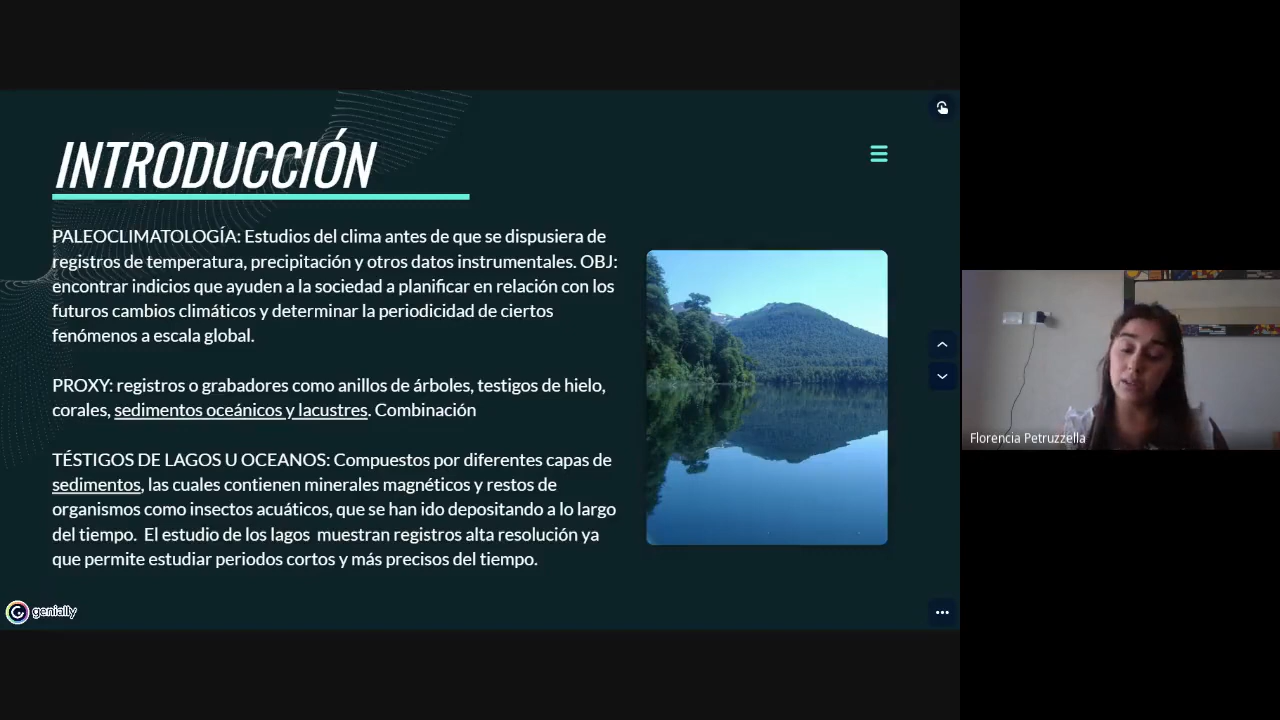 INTRODUCCIÓN
PALEOCLIMATOLOGÍA: Estudios del clima antes de que se dispusiera de
registros de temperatura, precipitación y otros datos instrumentales. OBJ:
encontrar indicios que ayuden a la sociedad a planificar en relación con los
futuros cambios climáticos y determinar la periodicidad de ciertos
fenómenos a escala global.
PROXY: registros o grabadores como anillos de árboles, testigos de hielo,
corales, sedimentos oceánicos y lacustres. Combinación
TÉSTIGOS DE LAGOS U OCEANOS: Compuestos por diferentes capas de
sedimentos, las cuales contienen minerales magnéticos y restos de
organismos como insectos acuáticos, que se han ido depositando a lo largo
del tiempo.  El estudio de los lagos  muestran registros alta resolución ya
que permite estudiar periodos cortos y más precisos del tiempo.
genially
Florencia Petruzzella